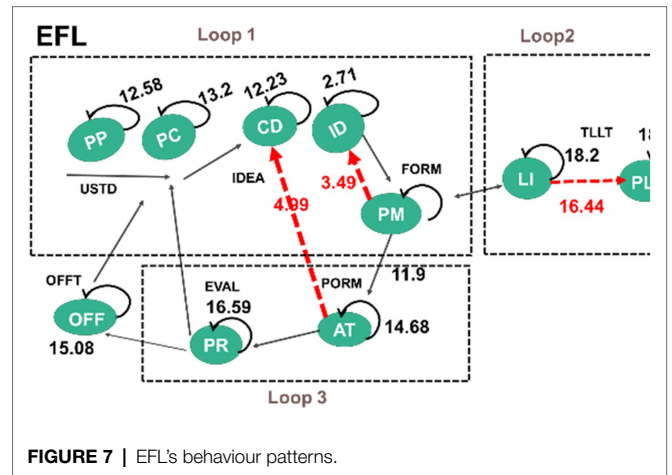 EFL
Loop 1
Loop2
12.58
13.2
12.23
2.71
PP
PC
CD
ID
TLLT
18.2
USTD
IDEA
3.49
FORM
LI
16.44
4.99
PM
OFFT
EVAL
PORM
11.9
16.59
OFF
15.08
PR
AT
14.68
Loop 3
FIGURE 7 | EFL's behaviour patterns.